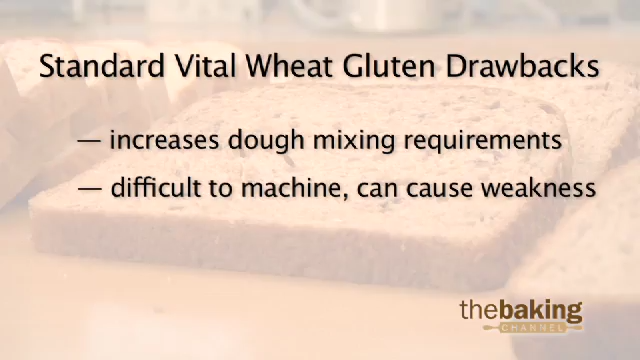 Standard Vital Wheat Gluten Drawbacks
— increases dough mixing requirements
— difficult to machine, can cause weakness
thebaking
CHANNEL